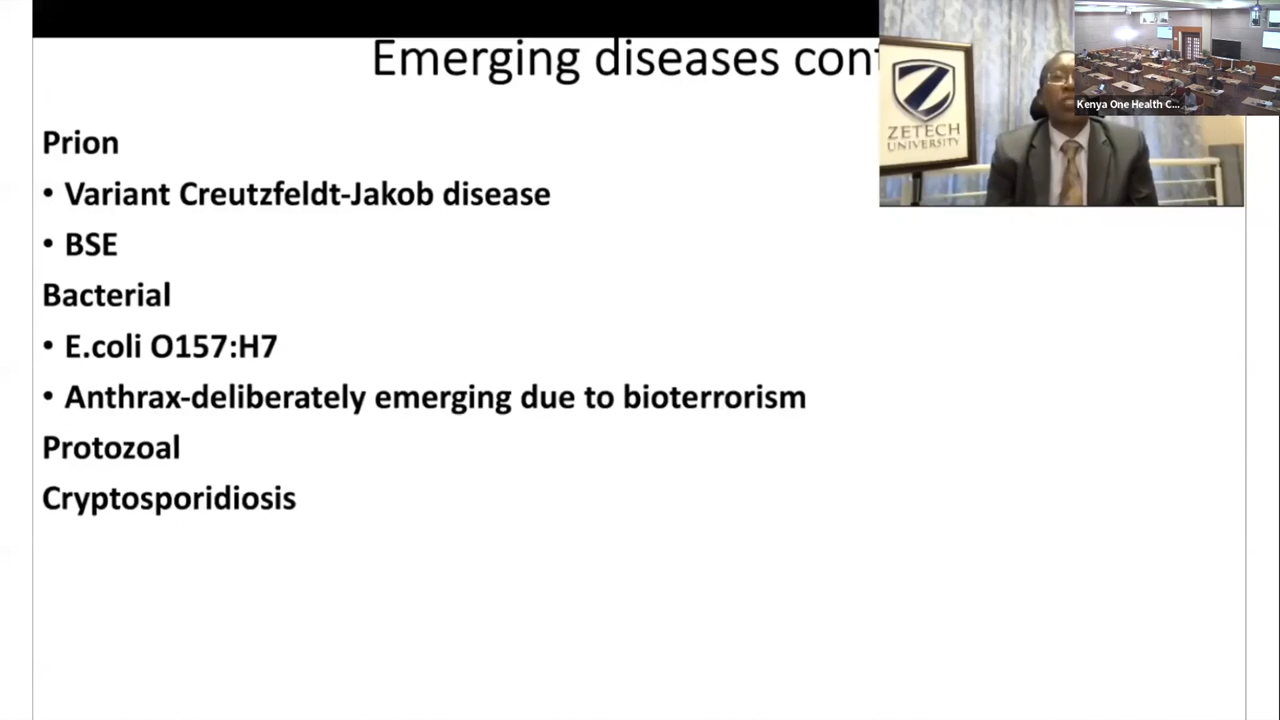 Emerging diseases cont
Prion
• Variant Creutzfeldt-Jakob disease
• BSE
Bacterial
• E.coli O157:H7
• Anthrax-deliberately emerging due to bioterrorism
Protozoal
Cryptosporidiosis
ZETECH
UNIVERSITY
Kenya One Health C...